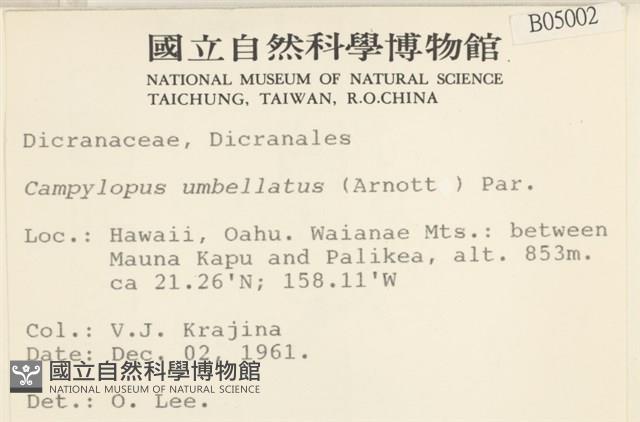 B05002
國立自然科學博物館
NATIONAL MUSEUM OF NATURAL SCIENCE
TAICHUNG, TAIWAN, R.O.CHINA
Dicranaceae, Dicranales
Campylopus umbellatus (Arnott ) Par.
Loc.: Hawaii, Oahu. Waianae Mts.: between
Mauna Kapu and Palikea, alt. 853m.
ca 21.26'N; 158.11'W
Col.: V.J. Krajina
Date: Dec. 02, 1961.
國立自然科學博物館
NATIONAL MUSEUM OF NATURAL SCIENCE
Det.: O. Lee.